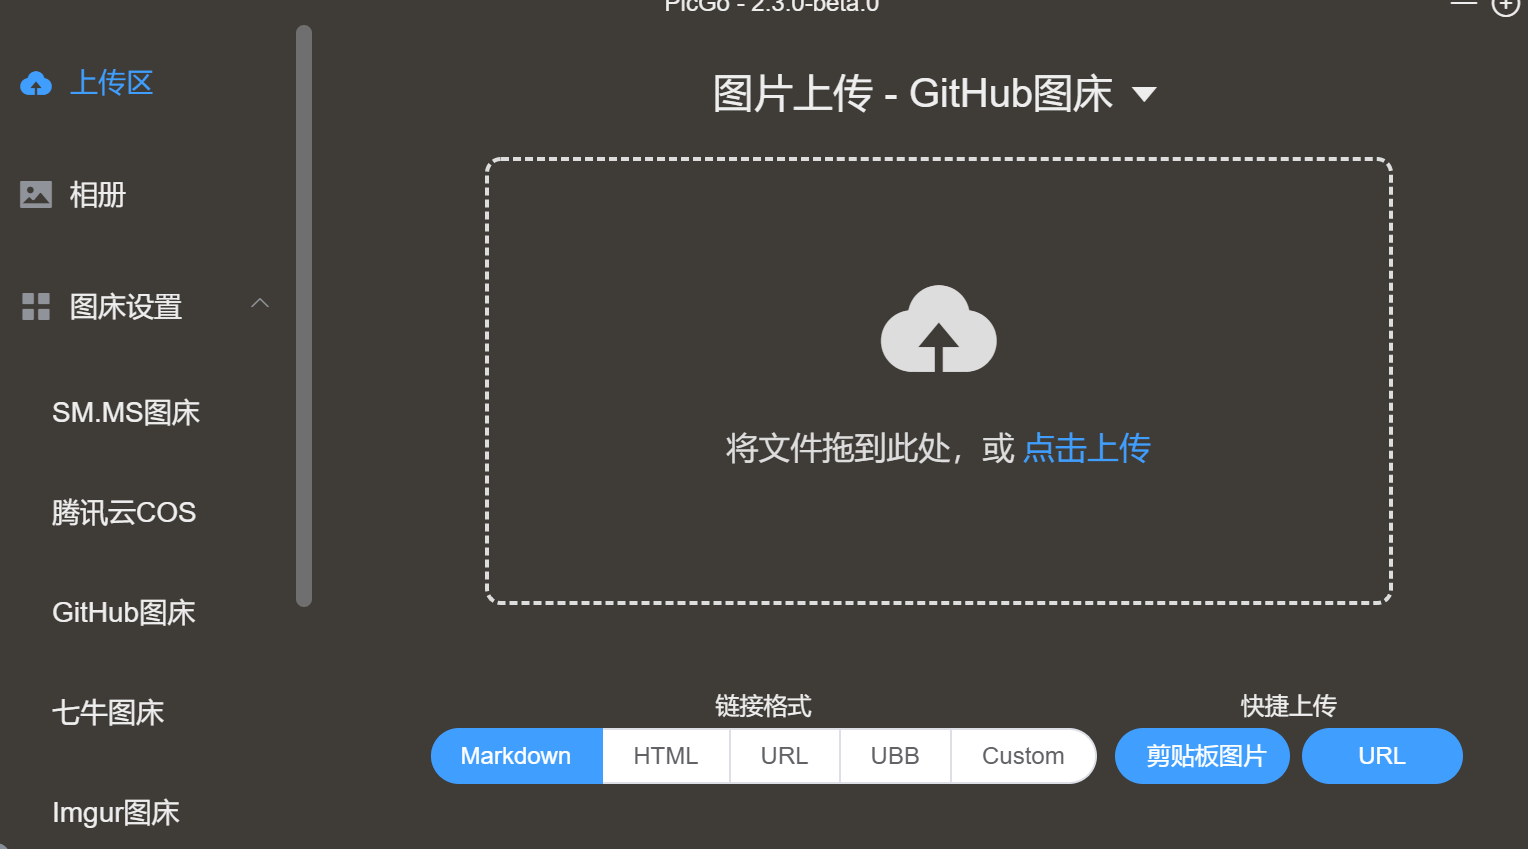 PicGo - 2.3.0-beta.0
上传区
相册
图床设置
SM.MS图床
腾讯云COS
GitHub图床
七牛图床
Imgur图床
图片上传 - GitHub图床
将文件拖到此处，或 点击上传
链接格式
Markdown HTML URL UBB Custom
快捷上传
剪贴板图片 URL